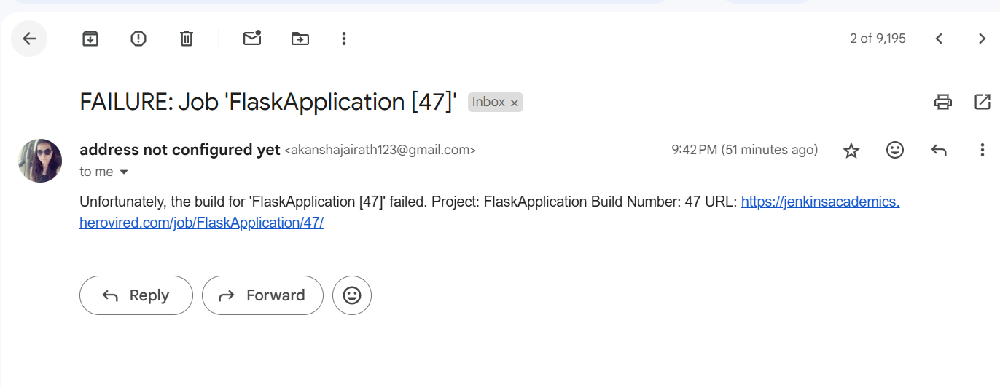 2 of 9,195
FAILURE: Job 'FlaskApplication [47]' Inbox ×
address not configured yet <akanshajairath123@gmail.com> 9:42 PM (51 minutes ago)
to me
Unfortunately, the build for 'FlaskApplication [47]' failed. Project: FlaskApplication Build Number: 47 URL: https://jenkinsacademics.
herovired.com/job/FlaskApplication/47/
Reply Forward